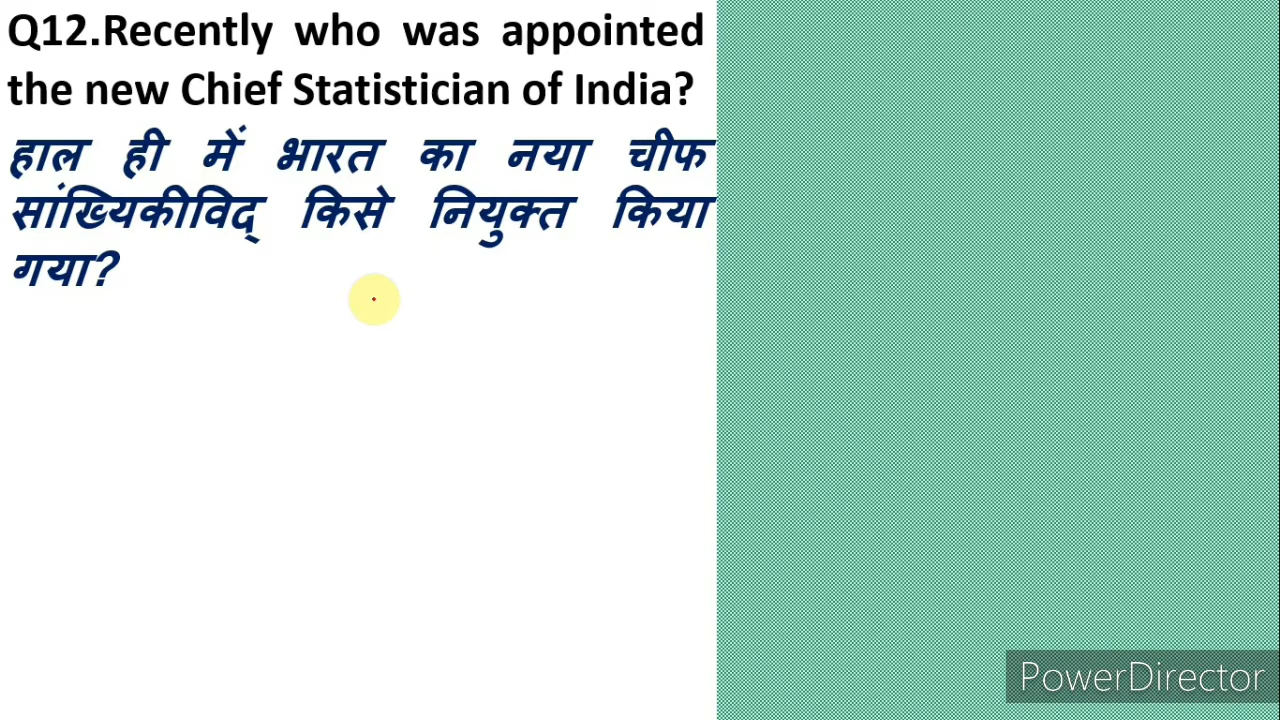 Q12.Recently who was appointed
the new Chief Statistician of India?
हाल ही में भारत का नया चीफ
सांख्यिकीविद् किसे नियुक्त किया
गया?
PowerDirector